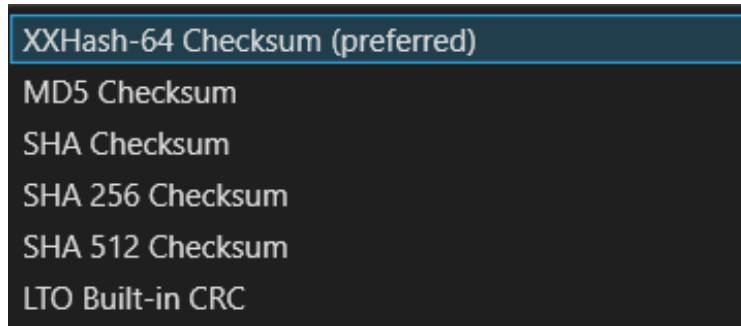 XXHash-64 Checksum (preferred)
MD5 Checksum
SHA Checksum
SHA 256 Checksum
SHA 512 Checksum
LTO Built-in CRC